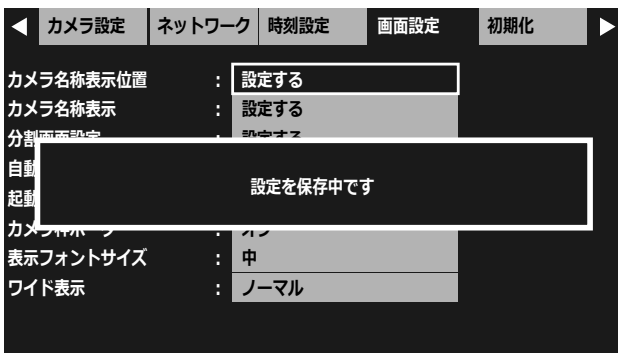 カメラ設定 ネットワーク 時刻設定 画面設定 初期化
カメラ名称表示位置 : 設定する
カメラ名称表示 : 設定する
設定を保存中です
表示フォントサイズ : 中
ワイド表示 : ノーマル